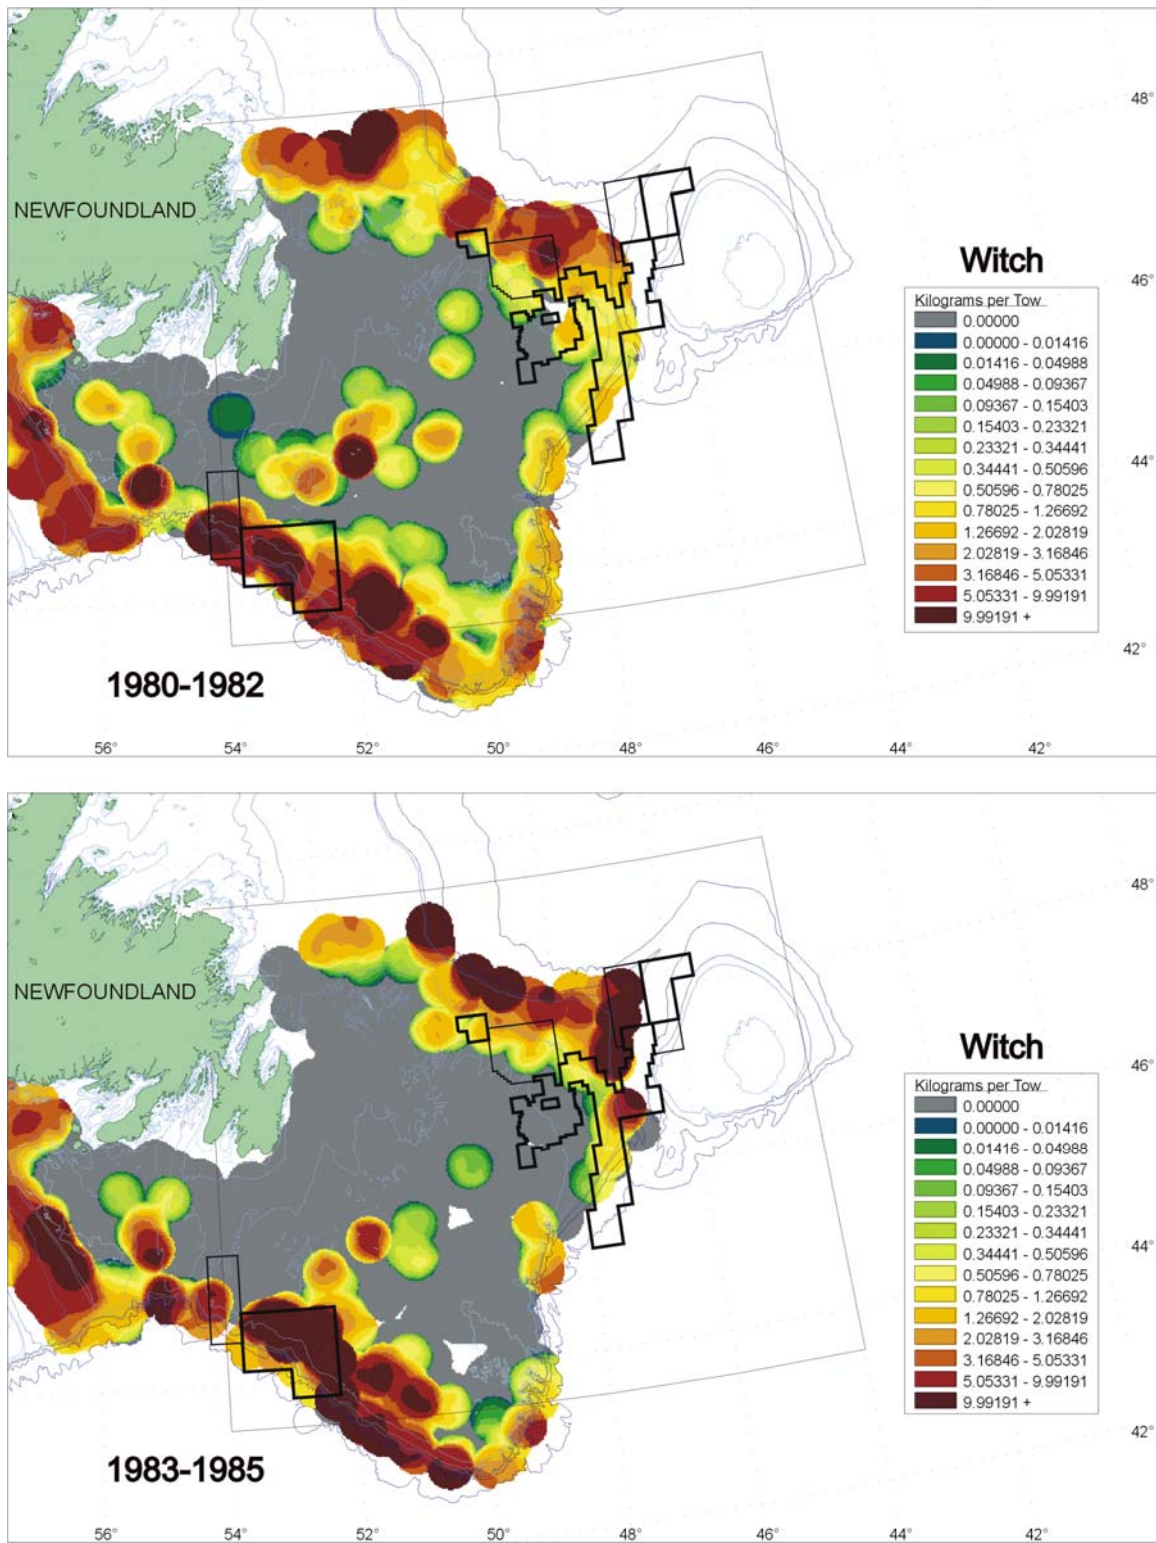 48°
NEWFOUNDLAND
Witch
46°
Kilograms per Tow
0.00000
0.00000 - 0.01416
0.01416 - 0.04988
0.04988 - 0.09367
0.09367 - 0.15403
0.15403 - 0.23321
0.23321 - 0.34441
0.34441 - 0.50596
0.50596 - 0.78025
0.78025 - 1.26692
1.26692 - 2.02819
2.02819 - 3.16846
3.16846 - 5.05331
5.05331 - 9.99191
9.99191 +
44°
42°
1980-1982
56° 54° 52° 50° 48° 46° 44° 42°
48°
NEWFOUNDLAND
Witch
46°
Kilograms per Tow
0.00000
0.00000 - 0.01416
0.01416 - 0.04988
0.04988 - 0.09367
0.09367 - 0.15403
0.15403 - 0.23321
0.23321 - 0.34441
0.34441 - 0.50596
0.50596 - 0.78025
0.78025 - 1.26692
1.26692 - 2.02819
2.02819 - 3.16846
3.16846 - 5.05331
5.05331 - 9.99191
9.99191 +
44°
42°
1983-1985
56° 54° 52° 50° 48° 46° 44° 42°